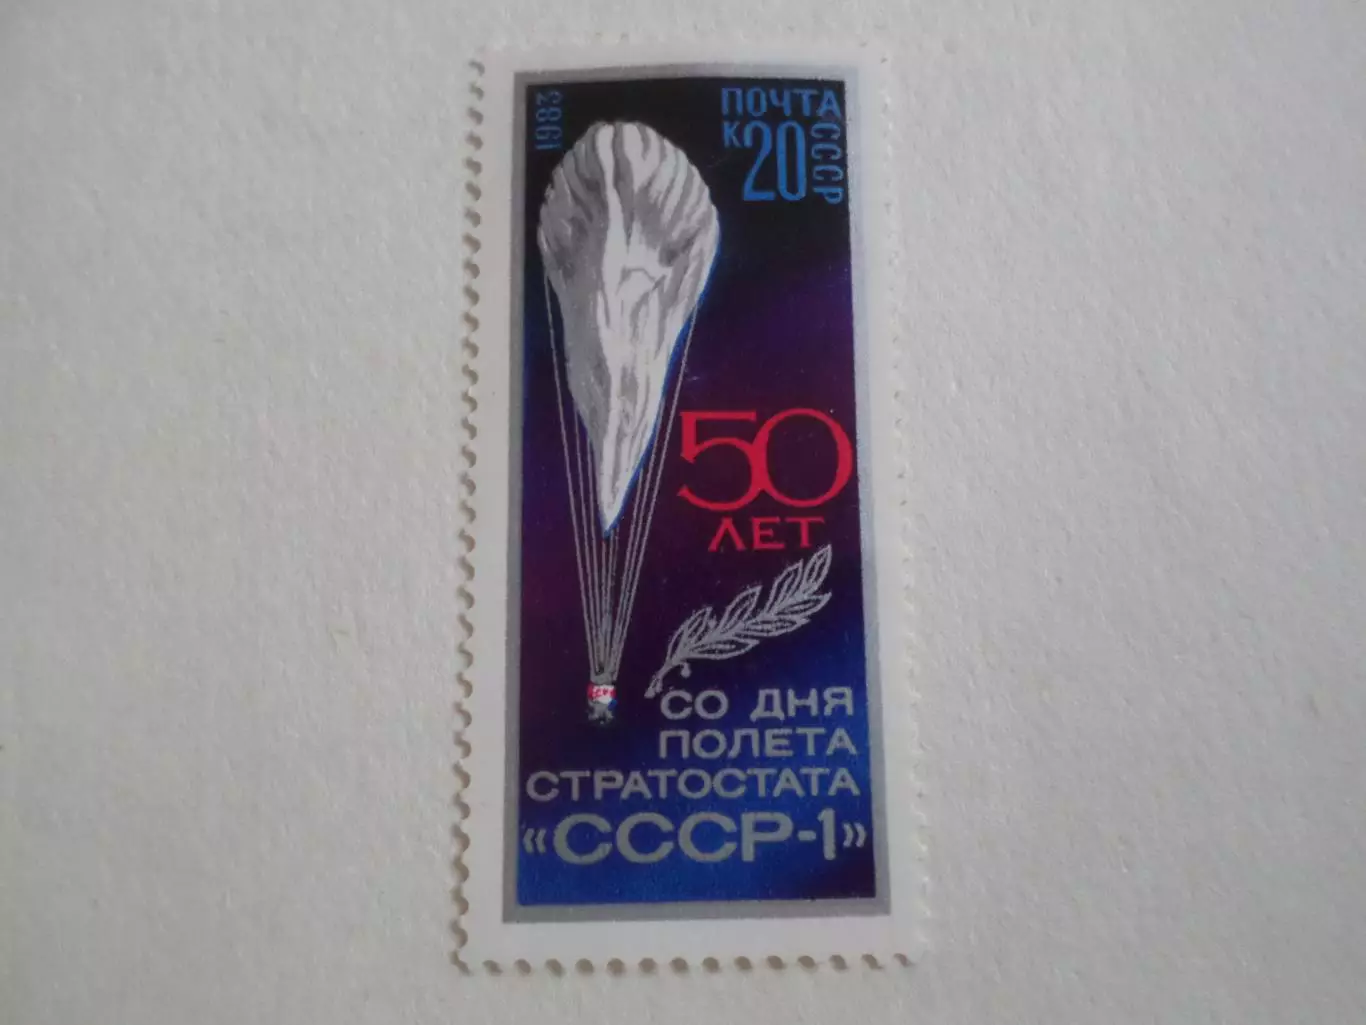 1983
ПОЧТА
СССР
К20
50
ЛЕТ
СО ДНЯ
ПОЛЕТА
СТРАТОСТАТА
«СССР-1»